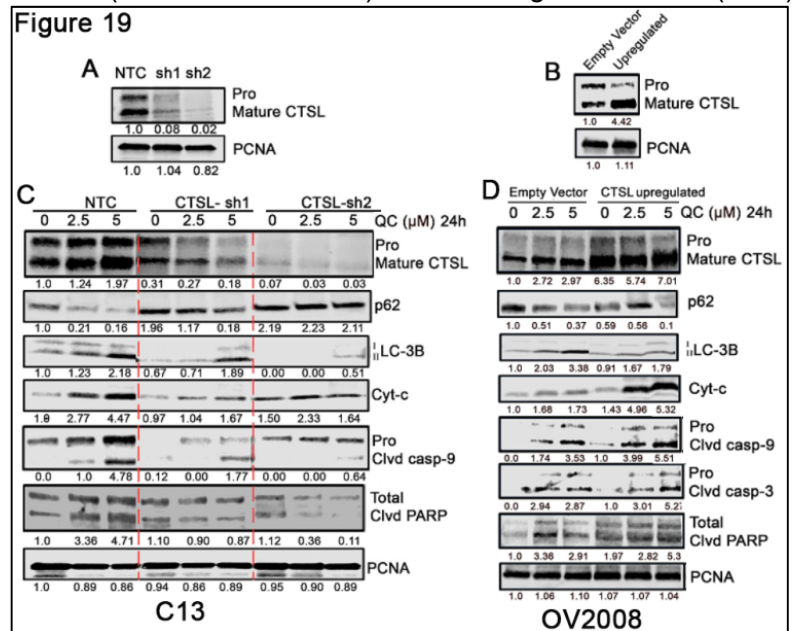 Figure 19
A
NTC sh1 sh2
Pro
Mature CTSL
1.0 0.08 0.02
PCNA
1.0 1.04 0.82
B
Empty Vector
Upregulated
Pro
Mature CTSL
1.0 4.42
PCNA
1.0 1.11
C
NTC CTSL- sh1 CTSL-sh2
0 2.5 5 0 2.5 5 0 2.5 5 QC (µM) 24h
Pro
Mature CTSL
1.0 1.24 1.97 0.31 0.27 0.18 0.07 0.03 0.03
p62
1.0 0.21 0.16 1.96 1.17 0.18 2.19 2.23 2.11
I
II LC-3B
1.0 1.23 2.18 0.67 0.71 1.89 0.00 0.00 0.51
Cyt-c
2.77 4.47 0.97 1.04 1.67 1.50 2.33 1.64
Pro
Clvd casp-9
0.0 1.0 4.78 0.12 0.00 1.77 0.00 0.00 0.64
Total
Clvd PARP
1.0 3.36 4.71 1.10 0.90 0.87 1.12 0.36 0.11
PCNA
1.0 0.89 0.86 0.94 0.86 0.89 0.95 0.90 0.89
C13
D
Empty Vector CTSL upregulated
0 2.5 5 0 2.5 5 QC (µM) 24h
Pro
Mature CTSL
1.0 2.72 2.97 6.35 5.74 7.01
p62
1.0 0.51 0.37 0.59 0.56 0.1
I
II LC-3B
1.0 2.03 3.38 0.91 1.67 1.79
Cyt-c
1.0 1.68 1.73 1.43 4.96 5.32
Pro
Clvd casp-9
0.0 1.74 3.53 1.0 3.99 5.51
Pro
Clvd casp-3
0.0 2.94 2.87 1.0 3.01
Total
Clvd PARP
1.0 3.36 2.91 1.97 2.82 5.3
PCNA
1.0 1.06 1.10 1.07 1.07 1.04
OV2008